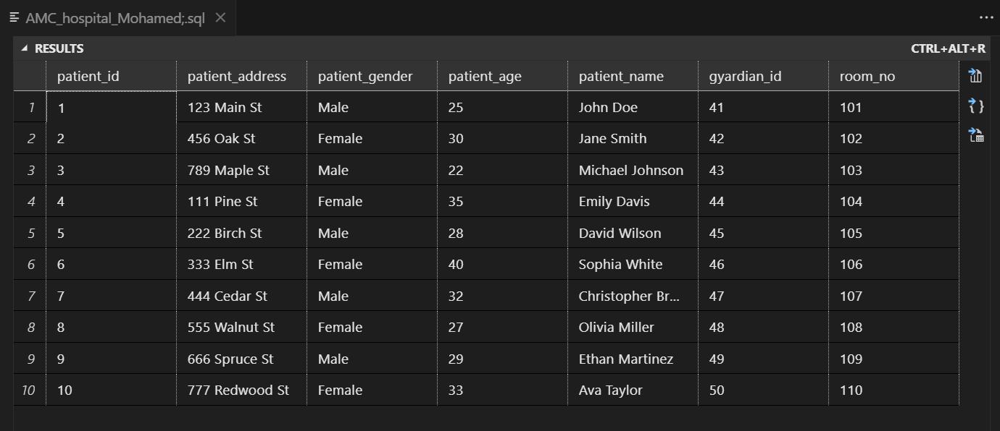 AMC_hospital_Mohamed;.sql
RESULTS CTRL+ALT+R
patient_id patient_address patient_gender patient_age patient_name gyardian_id room_no
1 1 123 Main St Male 25 John Doe 41 101
2 2 456 Oak St Female 30 Jane Smith 42 102
3 3 789 Maple St Male 22 Michael Johnson 43 103
4 4 111 Pine St Female 35 Emily Davis 44 104
5 5 222 Birch St Male 28 David Wilson 45 105
6 6 333 Elm St Female 40 Sophia White 46 106
7 7 444 Cedar St Male 32 Christopher Br... 47 107
8 8 555 Walnut St Female 27 Olivia Miller 48 108
9 9 666 Spruce St Male 29 Ethan Martinez 49 109
10 10 777 Redwood St Female 33 Ava Taylor 50 110